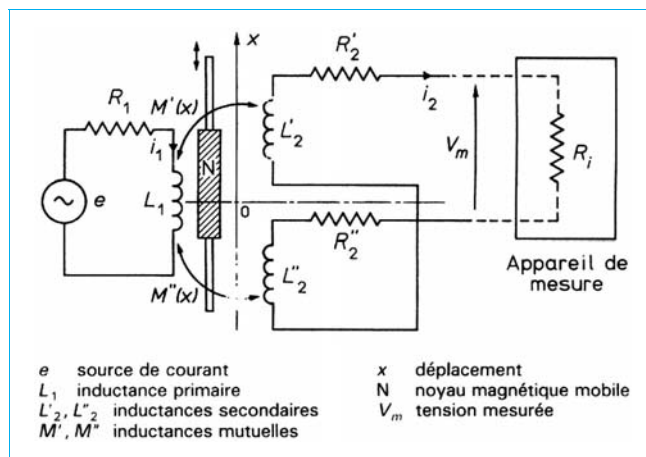 x
R₁
M'(x)
i₁
N
L₁
e
0
M"(x)
R'₂
i₂
L'₂
Vₘ
Rᵢ
R"₂
L"₂
Appareil de
mesure
e source de courant
L₁ inductance primaire
L'₂, L"₂ inductances secondaires
M', M" inductances mutuelles
x déplacement
N noyau magnétique mobile
Vₘ tension mesurée